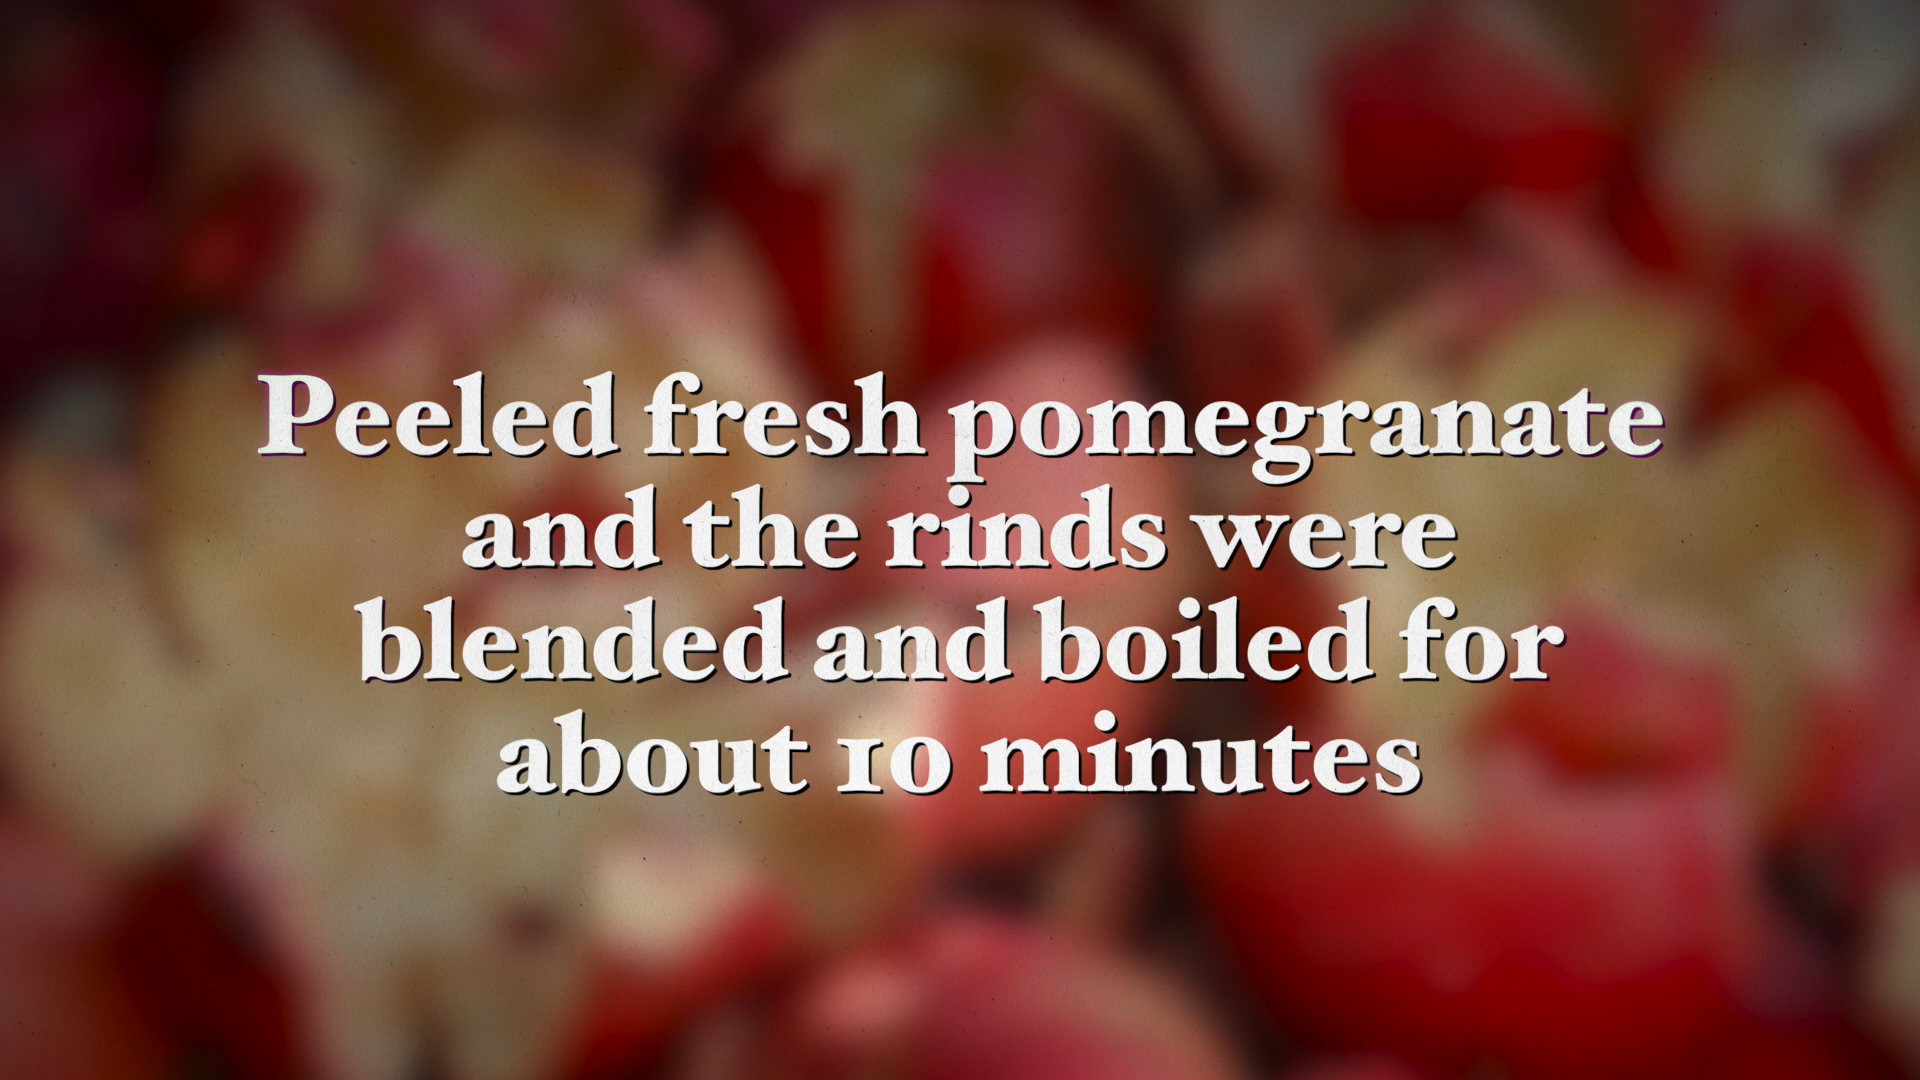 Peeled fresh pomegranate
and the rinds were
blended and boiled for
about 10 minutes